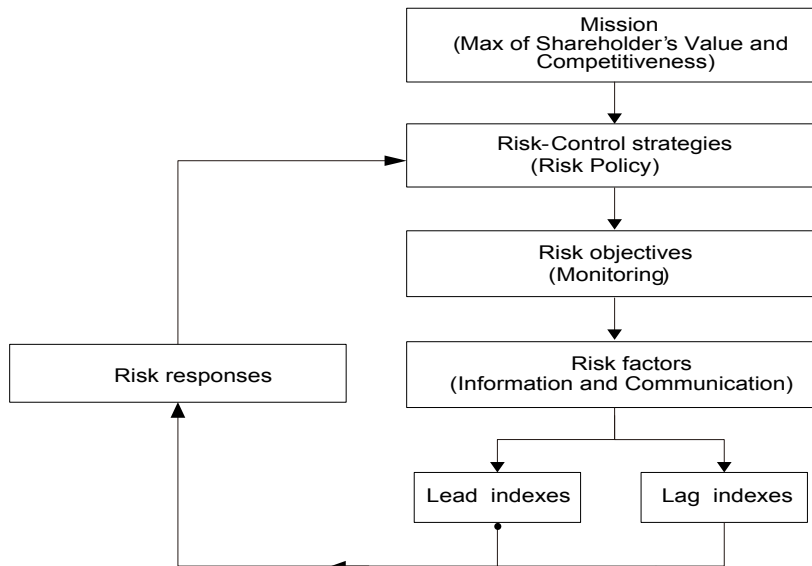 Mission
(Max of Shareholder’s Value and
Competitiveness)
Risk-Control strategies
(Risk Policy)
Risk objectives
(Monitoring)
Risk factors
(Information and Communication)
Risk responses
Lead indexes
Lag indexes